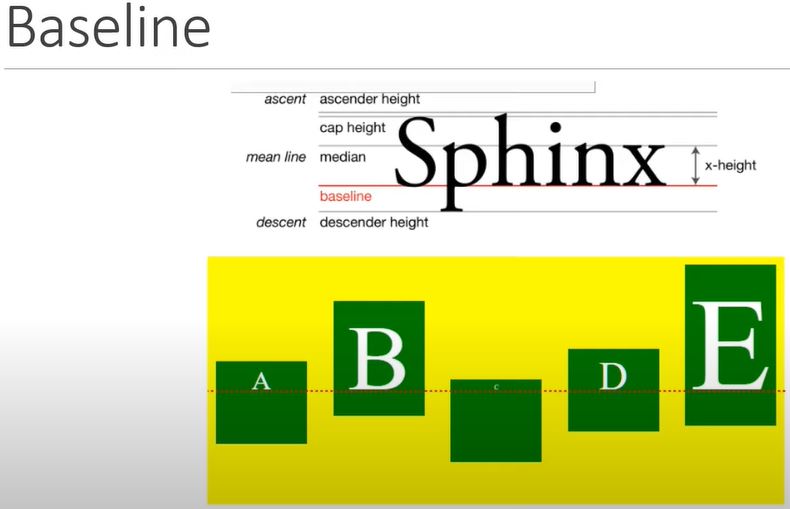 Baseline
ascent ascender height
cap height
Sphinx
mean line median
x-height
baseline
descent descender height
A B c D E